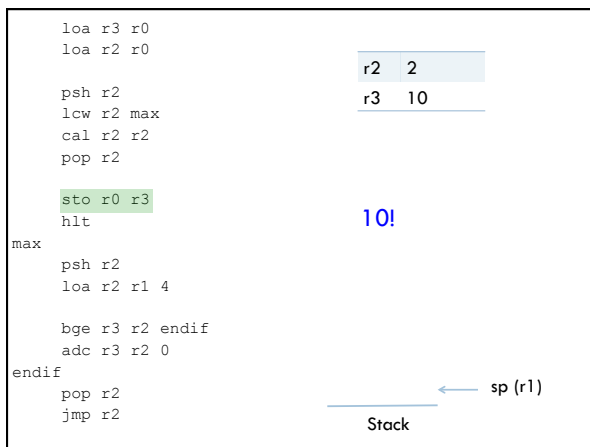 loa r3 r0
loa r2 r0
psh r2
lcw r2 max
cal r2 r2
pop r2
sto r0 r3
hlt
max
psh r2
loa r2 r1 4
bge r3 r2 endif
adc r3 r2 0
endif
pop r2
jmp r2
r2 2
r3 10
10!
sp (r1)
Stack